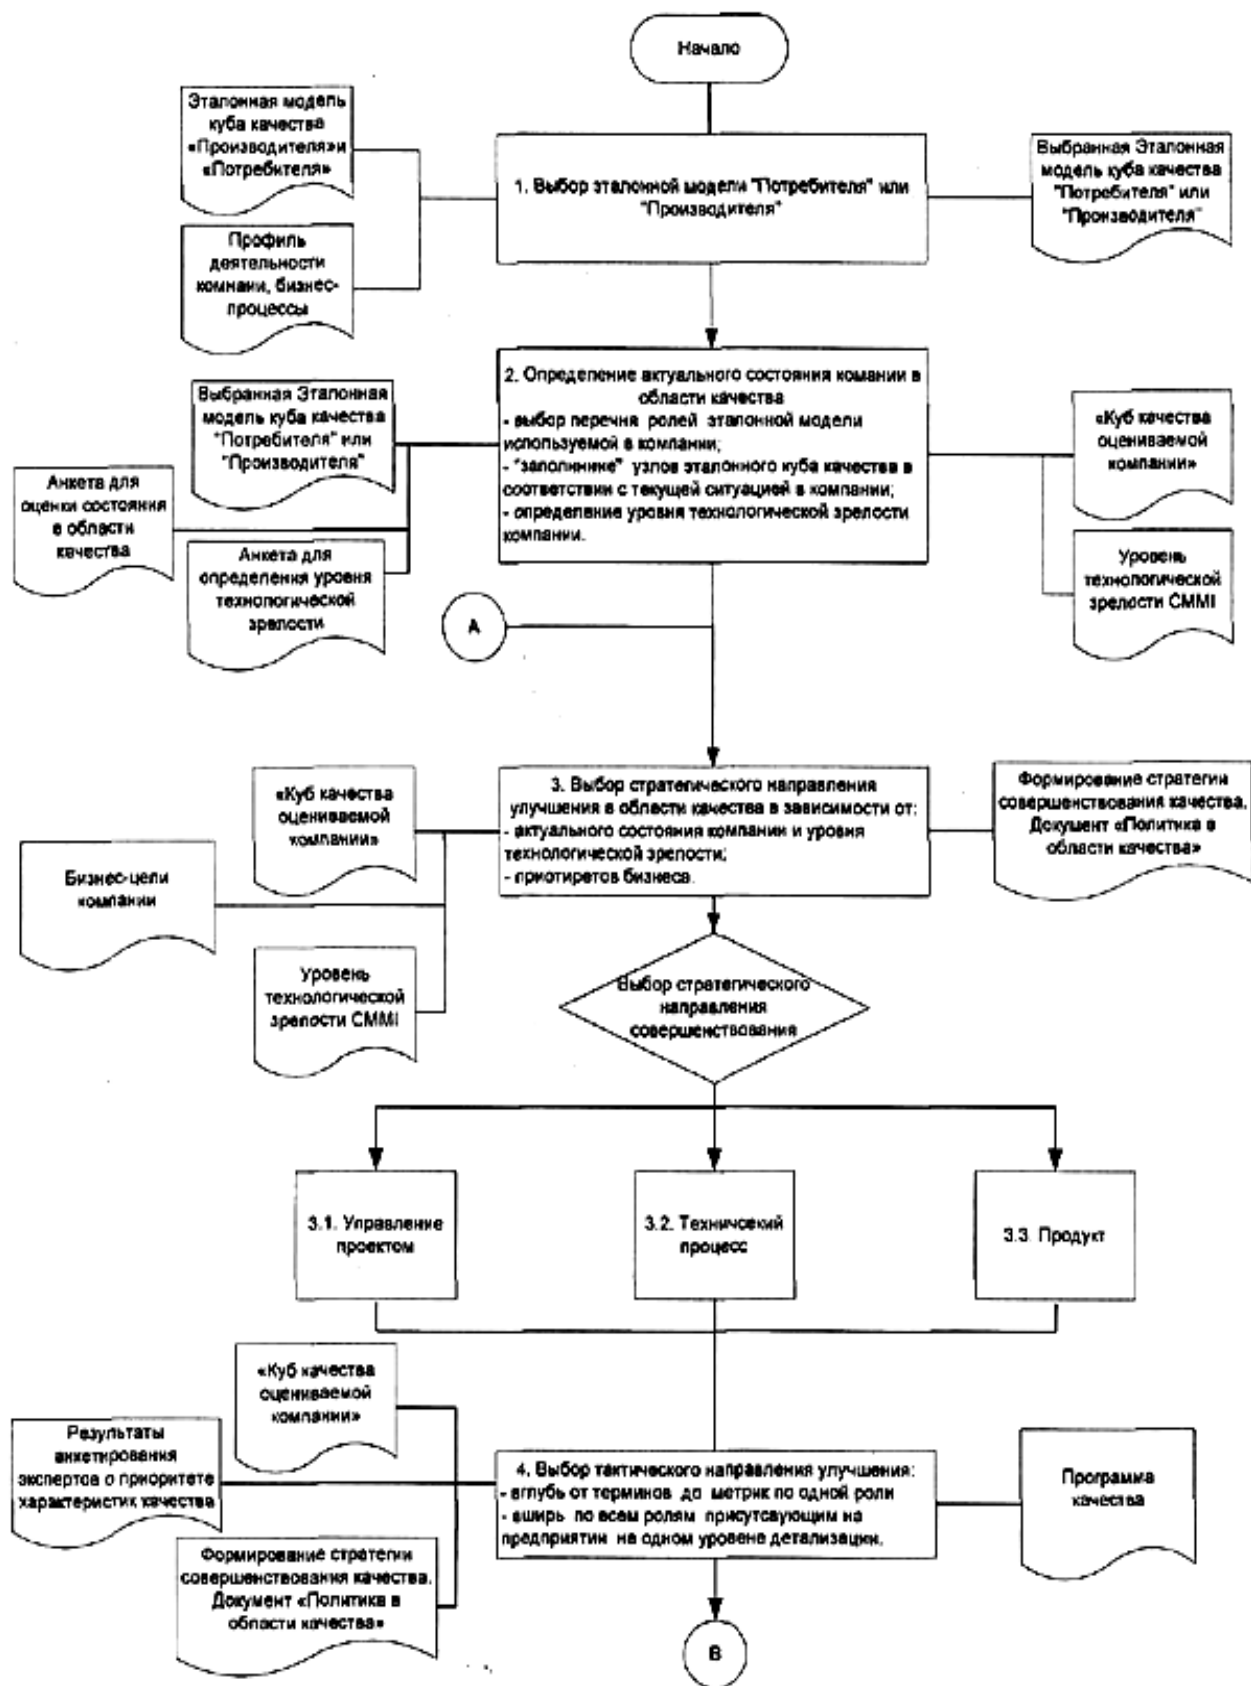 Начало
Эталонная модель
куба качества
«Производителя»и
«Потребителя»
1. Выбор эталонной модели "Потребителя" или
"Производителя"
Выбранная Эталонная
модель куба качества
"Потребителя" или
"Производителя"
Профиль
деятельности
компании, бизнес-
процессы
2. Определение актуального состояния комании в
области качества
- выбор перечня ролей эталонной модели
используемой в компании;
- "заполнинике" узлов эталонного куба качества в
соответствии с текущей ситуацией в компании;
- определение уровня технологической зрелости
компании.
Выбранная Эталонная
модель куба качества
"Потребителя" или
"Производителя"
Анкета для
оценки состояния
в области
качества
Анкета для
определения уровня
технологической
зрелости
«Куб качества
оцениваемой
компании»
Уровень
технологической
зрелости CMMI
A
3. Выбор стратегического направления
улучшения в области качества в зависимости от:
- актуального состояния компании и уровня
технологической зрелости;
- приотиретов бизнеса.
«Куб качества
оцениваемой
компании»
Бизнес-цели
компании
Уровень
технологической
зрелости CMMI
Формирование стратегии
совершенствования качества.
Документ «Политика в
области качества»
Выбор стратегического
направления
совершенствования
3.1. Управление
проектом
3.2. Техничсекий
процесс
3.3. Продукт
«Куб качества
оцениваемой
компании»
Результаты
анкетирования
экспертов о приоритете
характеристик качества
Формирование стратегии
совершенствования качества.
Документ «Политика в
области качества»
4. Выбор тактического направления улучшения:
- вглубь от терминов до метрик по одной роли
- вширь по всем ролям присутсвующим на
предприятии на одном уровене детализации.
Программа
качества
B